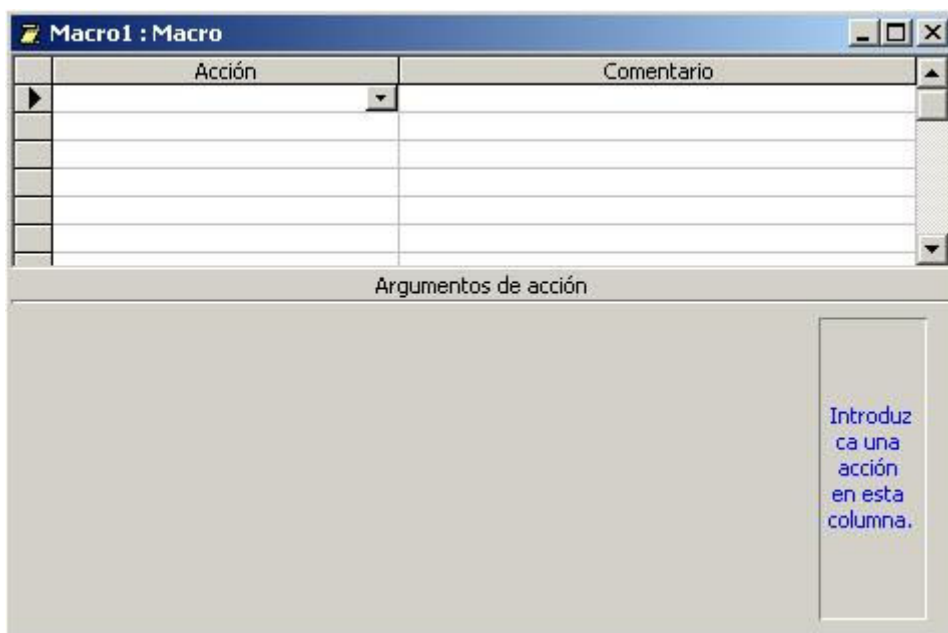 Macro1 : Macro
Acción Comentario
Argumentos de acción
Introduz
ca una
acción
en esta
columna.